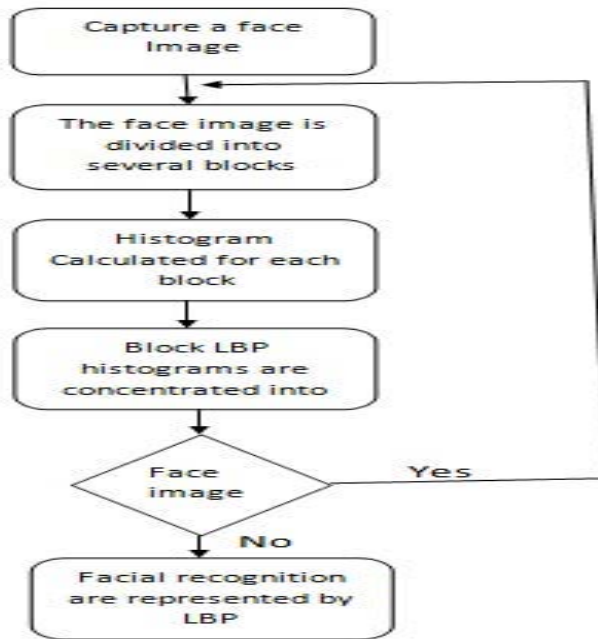 Capture a face
Image
The face image is
divided into
several blocks
Histogram
Calculated for each
block
Block LBP
histograms are
concentrated into
Face
image
Yes
No
Facial recognition
are represented by
LBP